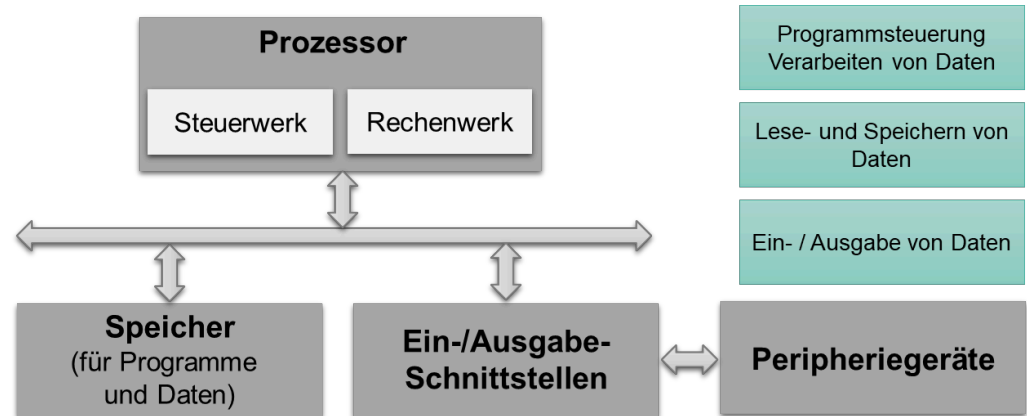 Prozessor
Steuerwerk
Rechenwerk
Programmsteuerung
Verarbeiten von Daten
Lese- und Speichern von
Daten
Ein- / Ausgabe von Daten
Speicher
(für Programme
und Daten)
Ein-/Ausgabe-
Schnittstellen
Peripheriegeräte